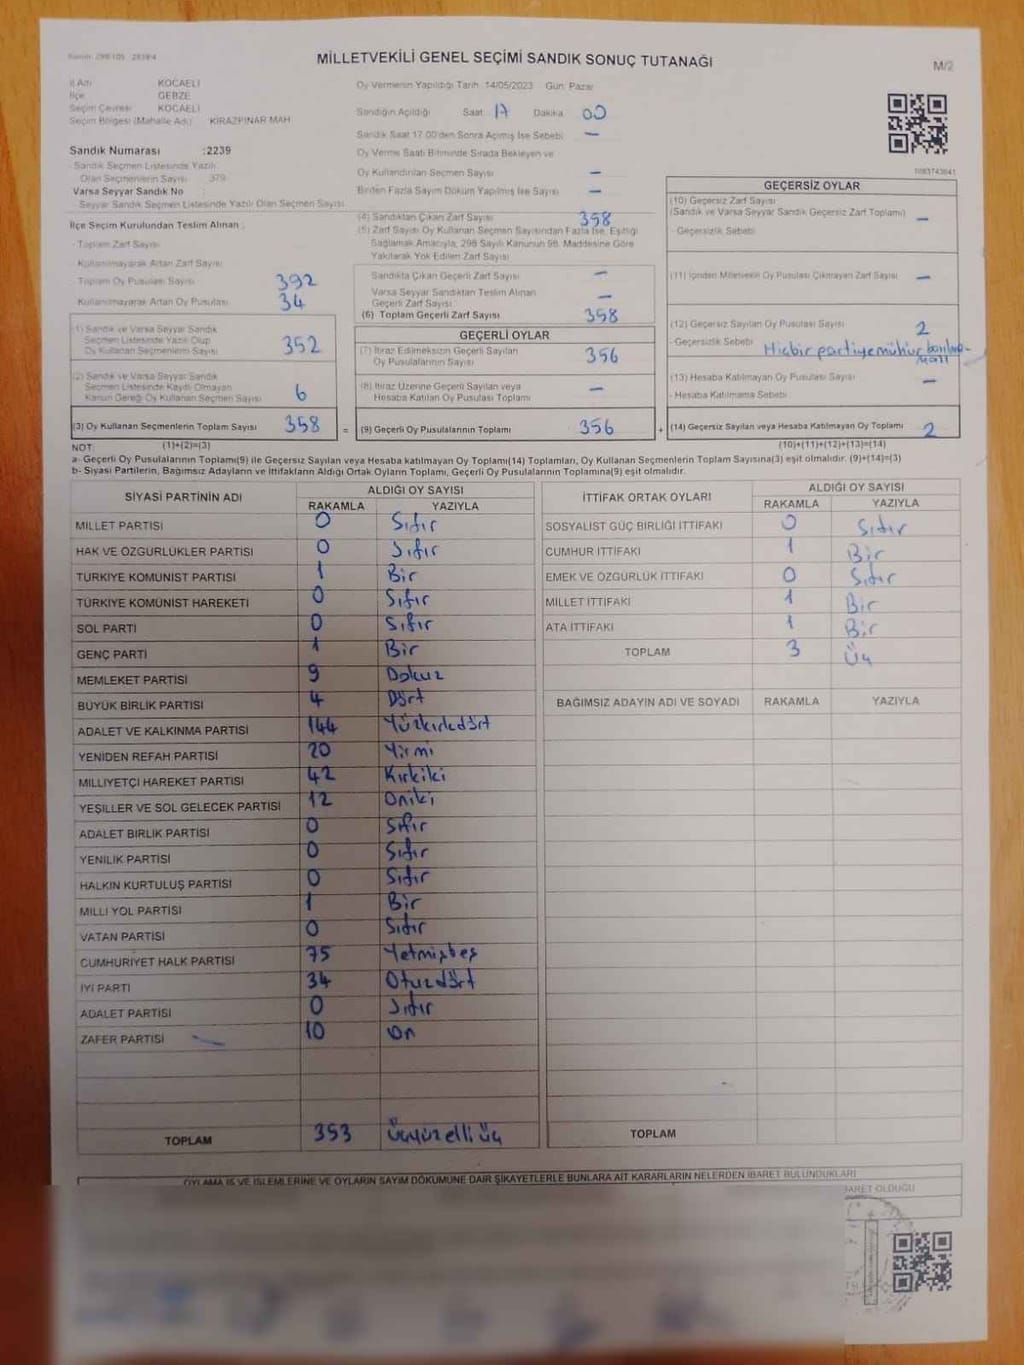 MİLLETVEKİLİ GENEL SEÇİMİ SANDIK SONUÇ TUTANAĞI
M/2
İl Adı KOCAELİ
İlçe GEBZE
Seçim Çevresi KOCAELİ
Seçim Bölgesi (Mahalle Adı) KİRAZPINAR MAH.
Sandık Numarası :2239
Sandık Seçmen Listesinde Yazılı
Olan Seçmenlerin Sayısı 379
Varsa Seyyar Sandık No
Seyyar Sandık Seçmen Listesinde Yazılı Olan Seçmen Sayısı
İlçe Seçim Kurulundan Teslim Alınan :
Toplam Zarf Sayısı
Kullanılmayarak Artan Zarf Sayısı
Toplam Oy Pusulası Sayısı 392
Kullanılmayarak Artan Oy Pusulası 34
(1) Sandık ve Varsa Seyyar Sandık
Seçmen Listesinde Yazılı Olup
Oy Kullanan Seçmenlerin Sayısı 352
(2) Sandık ve Varsa Seyyar Sandık
Seçmen Listesinde Kaydı Olmayan
Kanun Gereği Oy Kullanan Seçmen Sayısı 6
(3) Oy Kullanan Seçmenlerin Toplam Sayısı 358
Oy Vermenin Yapıldığı Tarih 14/05/2023 Gün: Pazar
Sandığın Açıldığı Saat 17 Dakika 00
Sandık Saat 17.00'den Sonra Açılmış İse Sebebi —
Oy Verme Saati Bitiminde Sırada Bekleyen ve
Oy Kullandırılan Seçmen Sayısı —
Birden Fazla Sayım Döküm Yapılmış İse Sayısı —
(4) Sandıktan Çıkan Zarf Sayısı 358
(5) Zarf Sayısı Oy Kullanan Seçmen Sayısından Fazla İse, Eşitliği
Sağlamak Amacıyla, 298 Sayılı Kanunun 98. Maddesine Göre
Yakılarak Yok Edilen Zarf Sayısı
Sandıkta Çıkan Geçerli Zarf Sayısı —
Varsa Seyyar Sandıktan Teslim Alınan
Geçerli Zarf Sayısı —
(6) Toplam Geçerli Zarf Sayısı 358
GEÇERLİ OYLAR
(7) İtiraz Edilmeksizin Geçerli Sayılan
Oy Pusulalarının Sayısı 356
(8) İtiraz Üzerine Geçerli Sayılan veya
Hesaba Katılan Oy Pusulası Toplamı —
= (9) Geçerli Oy Pusulalarının Toplamı 356
1083743641
GEÇERSİZ OYLAR
(10) Geçersiz Zarf Sayısı
(Sandık ve Varsa Seyyar Sandık Geçersiz Zarf Toplamı) —
- Geçersizlik Sebebi
(11) İçinden Milletvekili Oy Pusulası Çıkmayan Zarf Sayısı —
(12) Geçersiz Sayılan Oy Pusulası Sayısı 2
-Geçersizlik Sebebi Hiçbir partiye mühür
(13) Hesaba Katılmayan Oy Pusulası Sayısı —
- Hesaba Katılmama Sebebi
+ (14) Geçersiz Sayılan veya Hesaba Katılmayan Oy Toplamı 2
NOT: (1)+(2)=(3) (10)+(11)+(12)+(13)=(14)
a- Geçerli Oy Pusulalarının Toplamı(9) ile Geçersiz Sayılan veya Hesaba katılmayan Oy Toplamı(14) Toplamları, Oy Kullanan Seçmenlerin Toplam Sayısına(3) eşit olmalıdır. (9)+(14)=(3)
b- Siyasi Partilerin, Bağımsız Adayların ve İttifakların Aldığı Ortak Oyların Toplamı, Geçerli Oy Pusulalarının Toplamına(9) eşit olmalıdır.
SİYASİ PARTİNİN ADI ALDIĞI OY SAYISI
RAKAMLA YAZIYLA
MİLLET PARTİSİ 0 Sıfır
HAK VE ÖZGÜRLÜKLER PARTİSİ 0 Sıfır
TÜRKİYE KOMÜNİST PARTİSİ 1 Bir
TÜRKİYE KOMÜNİST HAREKETİ 0 Sıfır
SOL PARTİ 0 Sıfır
GENÇ PARTİ 1 Bir
MEMLEKET PARTİSİ 9 Dokuz
BÜYÜK BİRLİK PARTİSİ 4 Dört
ADALET VE KALKINMA PARTİSİ 144 Yüzkırkdört
YENİDEN REFAH PARTİSİ 20 Yirmi
MİLLİYETÇİ HAREKET PARTİSİ 42 Kırkiki
YEŞİLLER VE SOL GELECEK PARTİSİ 12 Oniki
ADALET BİRLİK PARTİSİ 0 Sıfır
YENİLİK PARTİSİ 0 Sıfır
HALKIN KURTULUŞ PARTİSİ 0 Sıfır
MİLLİ YOL PARTİSİ 1 Bir
VATAN PARTİSİ 0 Sıfır
CUMHURİYET HALK PARTİSİ 75 Yetmişbeş
İYİ PARTİ 34 Otuzdört
ADALET PARTİSİ 0 Sıfır
ZAFER PARTİSİ 10 On
TOPLAM 353 Üçyüzelliüç
İTTİFAK ORTAK OYLARI ALDIĞI OY SAYISI
RAKAMLA YAZIYLA
SOSYALİST GÜÇ BİRLİĞİ İTTİFAKI 0 Sıfır
CUMHUR İTTİFAKI 1 Bir
EMEK VE ÖZGÜRLÜK İTTİFAKI 0 Sıfır
MİLLET İTTİFAKI 1 Bir
ATA İTTİFAKI 1 Bir
TOPLAM 3 Üç
BAĞIMSIZ ADAYIN ADI VE SOYADI RAKAMLA YAZIYLA
TOPLAM
OYLAMA İŞ VE İŞLEMLERİNE VE OYLARIN SAYIM DÖKÜMÜNE DAİR ŞİKAYETLERLE BUNLARA AİT KARARLARIN NELERDEN İBARET BULUNDUKLARI
BARET OLDUĞU